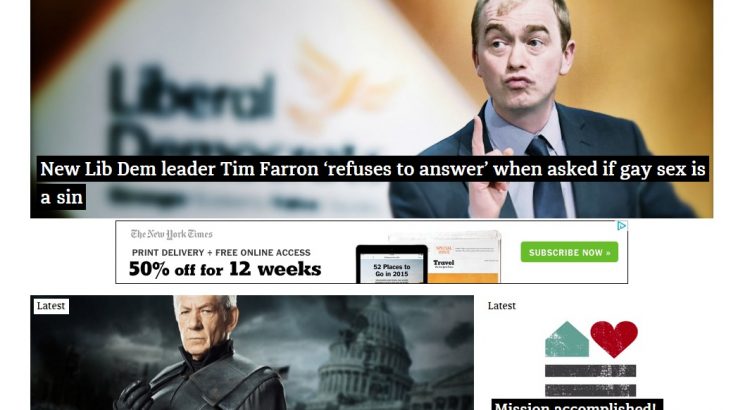 Liberal
Democrats
New Lib Dem leader Tim Farron ‘refuses to answer’ when asked if gay sex is
a sin
The New York Times
PRINT DELIVERY + FREE ONLINE ACCESS
50% off for 12 weeks
52 Places to
Go in 2015
SPECIAL
ISSUE
Travel
SUBSCRIBE NOW »
Latest
Latest
Mission accomplished!